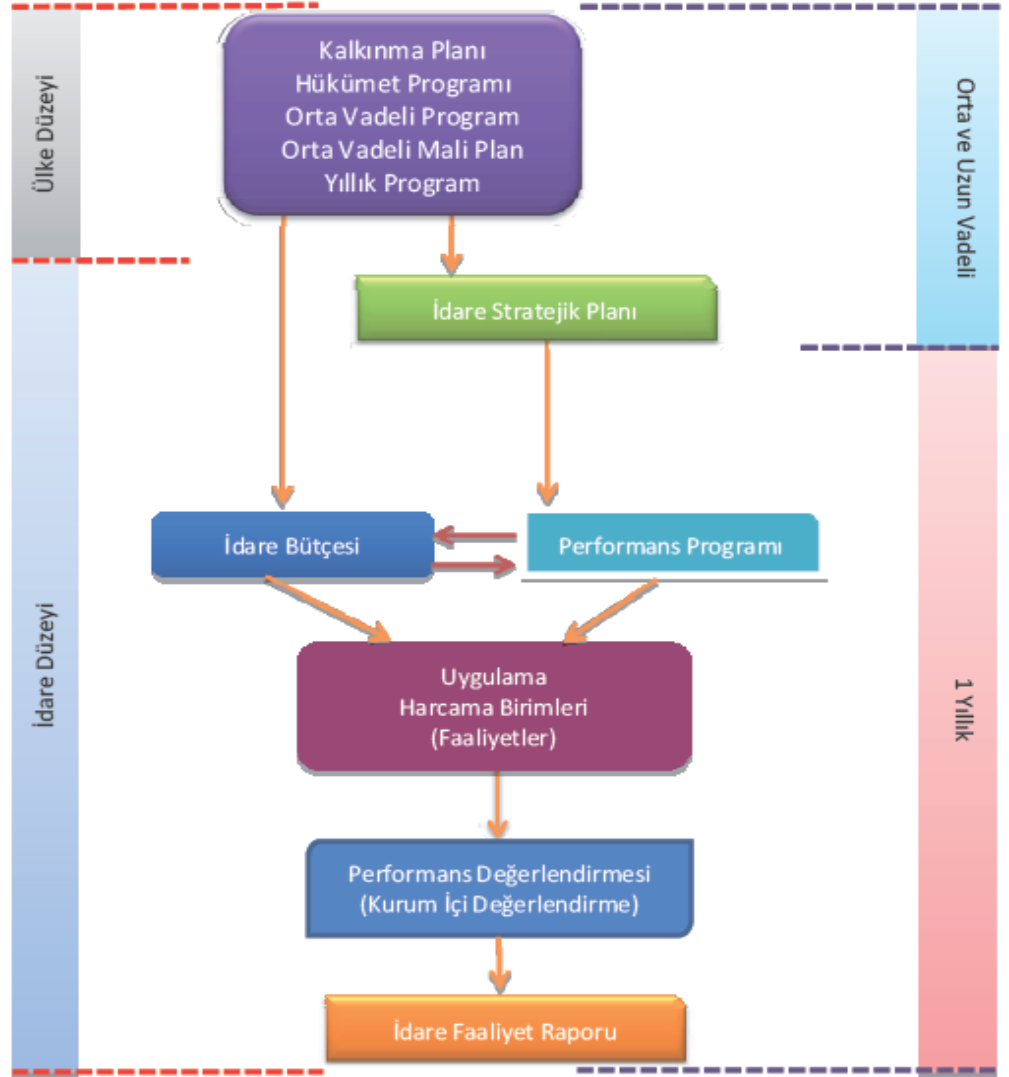 Ülke Düzeyi
Kalkınma Planı
Hükümet Programı
Orta Vadeli Program
Orta Vadeli Mali Plan
Yıllık Program
Orta ve Uzun Vadeli
İdare Stratejik Planı
İdare Düzeyi
İdare Bütçesi
Performans Programı
1 Yıllık
Uygulama
Harcama Birimleri
(Faaliyetler)
Performans Değerlendirmesi
(Kurum İçi Değerlendirme)
İdare Faaliyet Raporu